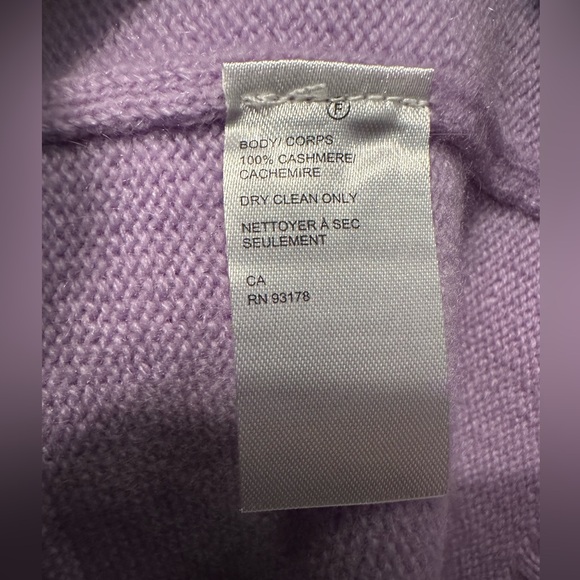 F
BODY/ CORPS
100% CASHMERE/
CACHEMIRE
DRY CLEAN ONLY
NETTOYER À SEC
SEULEMENT
CA
RN 93178